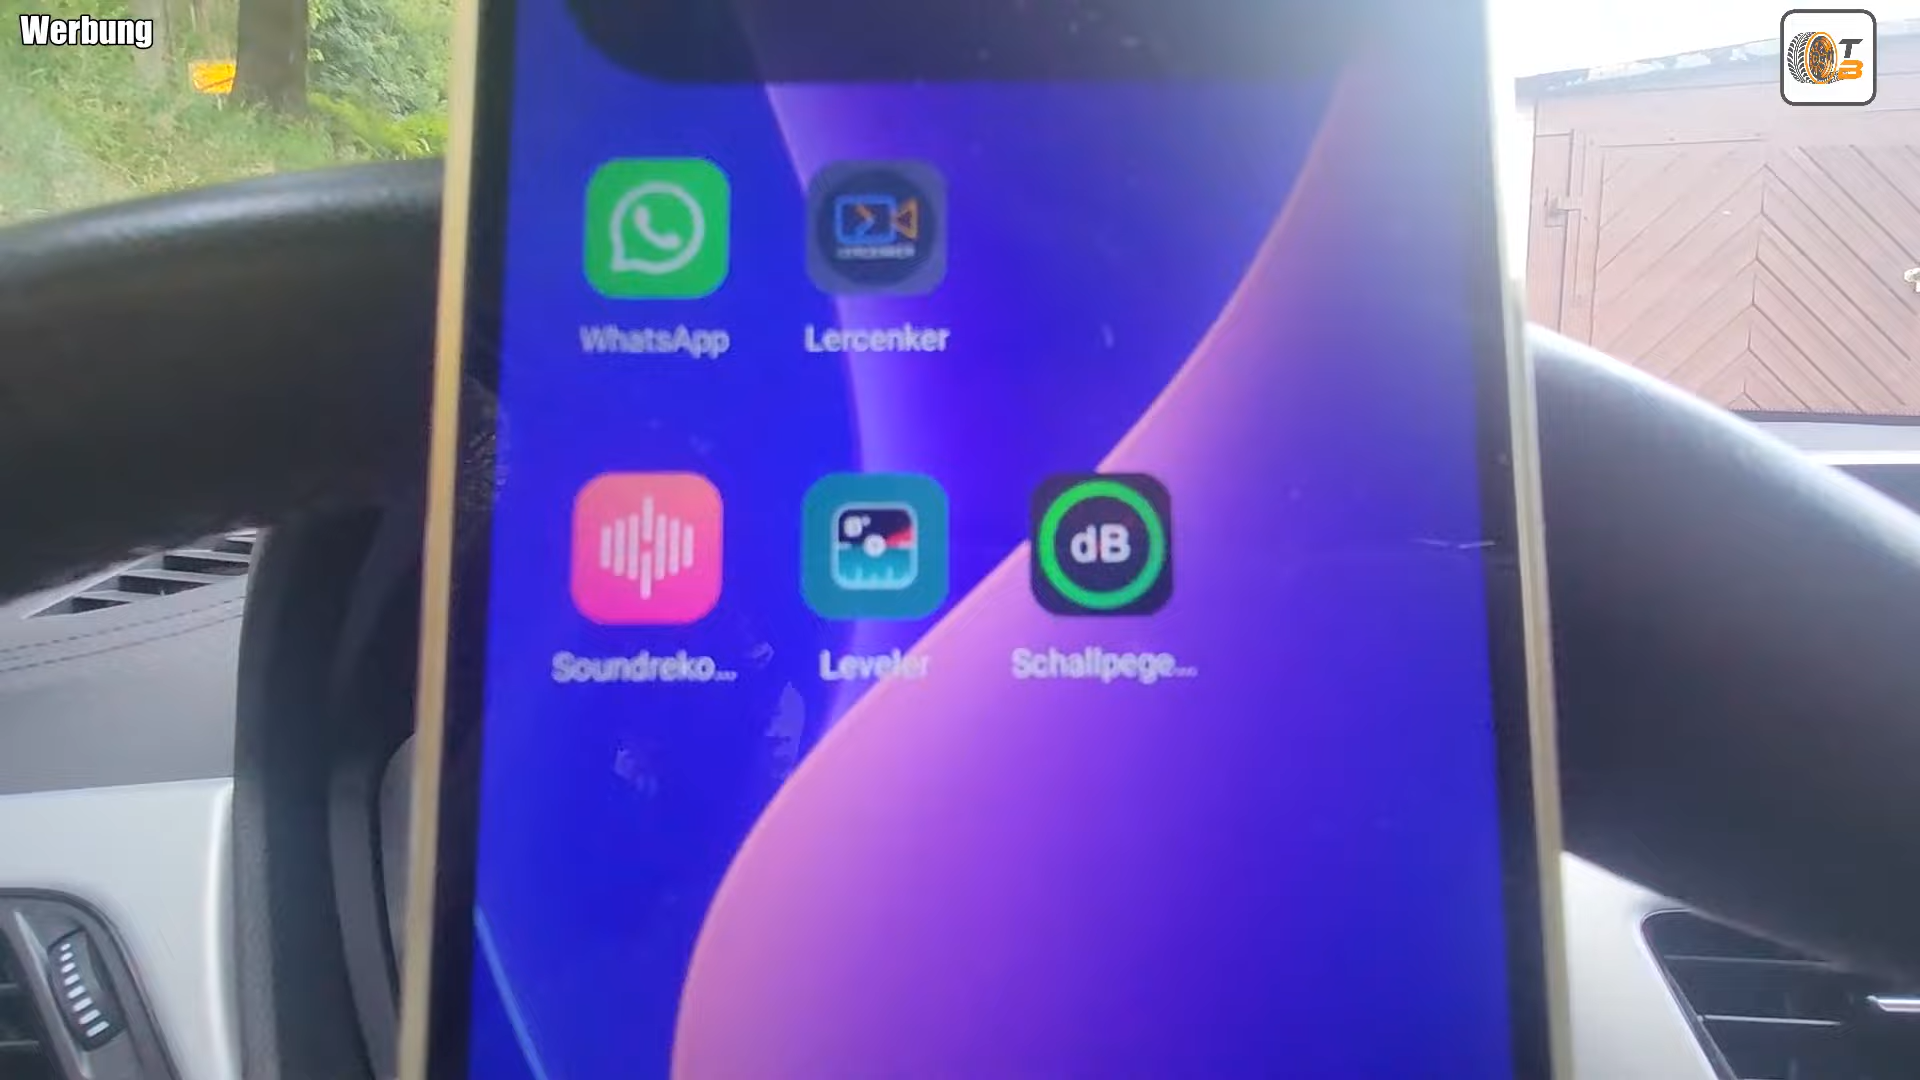 Werbung
T
B
WhatsApp
Lercenker
dB
Soundreko...
Leveler
Schallpege...